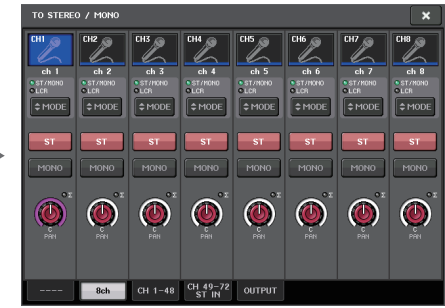 TO STEREO / MONO
CH1 CH2 CH3 CH4 CH5 CH6 CH7 CH8
ch 1 ch 2 ch 3 ch 4 ch 5 ch 6 ch 7 ch 8
ST/MONO ST/MONO ST/MONO ST/MONO ST/MONO ST/MONO ST/MONO ST/MONO
LCR LCR LCR LCR LCR LCR LCR LCR
MODE MODE MODE MODE MODE MODE MODE MODE
ST ST ST ST ST ST ST ST
MONO MONO MONO MONO MONO MONO MONO MONO
Σ Σ Σ Σ Σ Σ Σ Σ
C C C C C C C C
PAN PAN PAN PAN PAN PAN PAN PAN
---- 8ch CH 1-48 CH 49-72 OUTPUT
ST IN